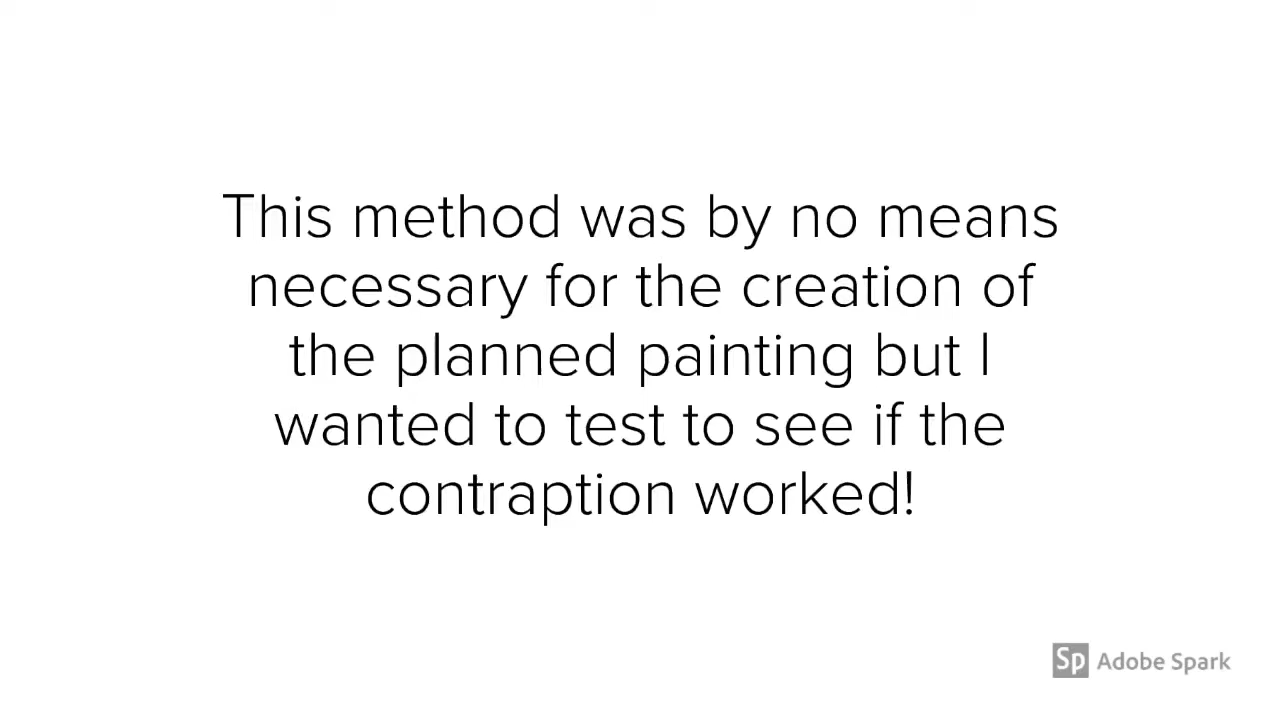 This method was by no means
necessary for the creation of
the planned painting but I
wanted to test to see if the
contraption worked!
Sp Adobe Spark